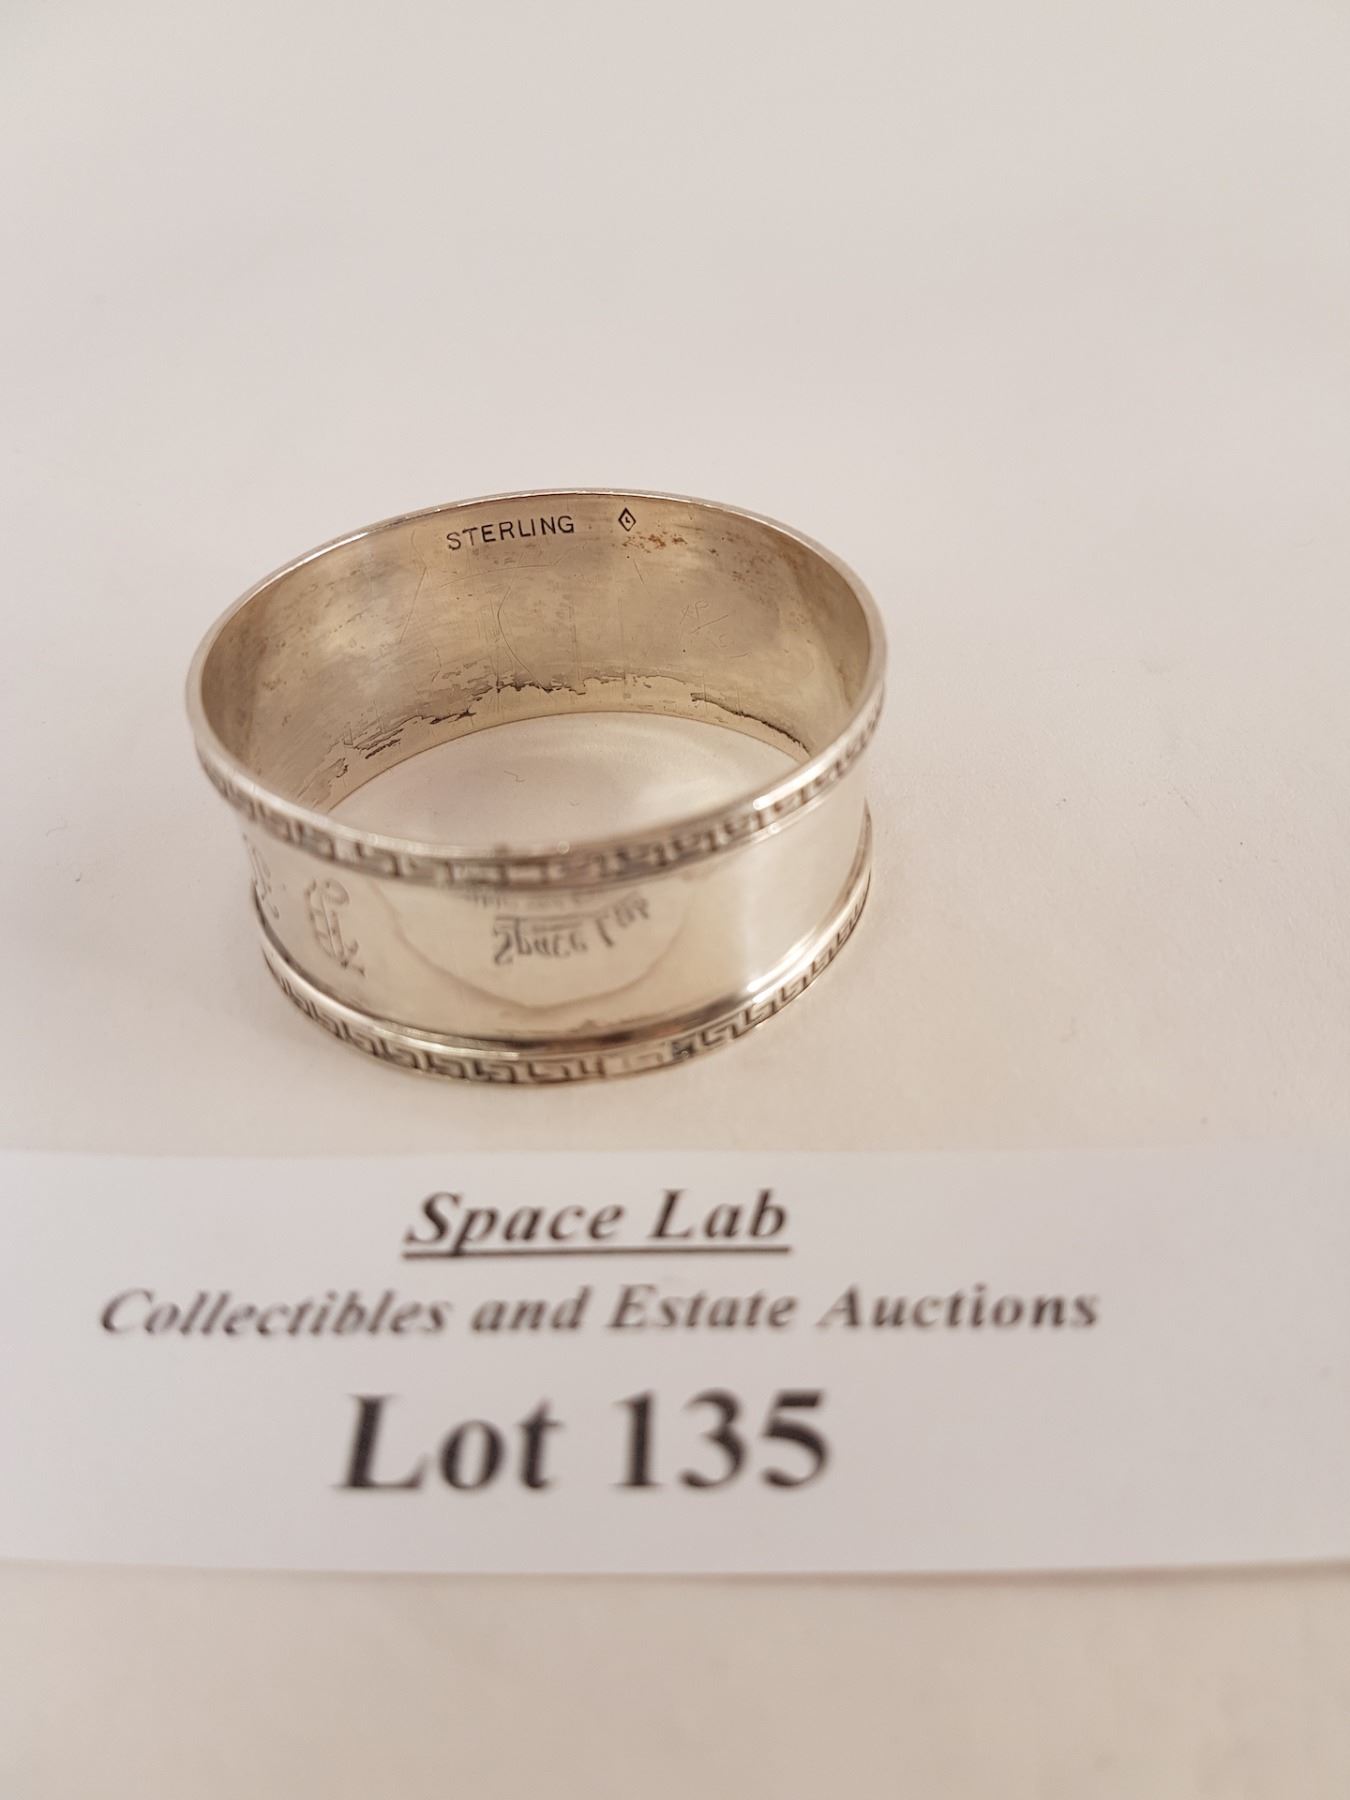 STERLING
Space Lab
Collectibles and Estate Auctions
Lot 135